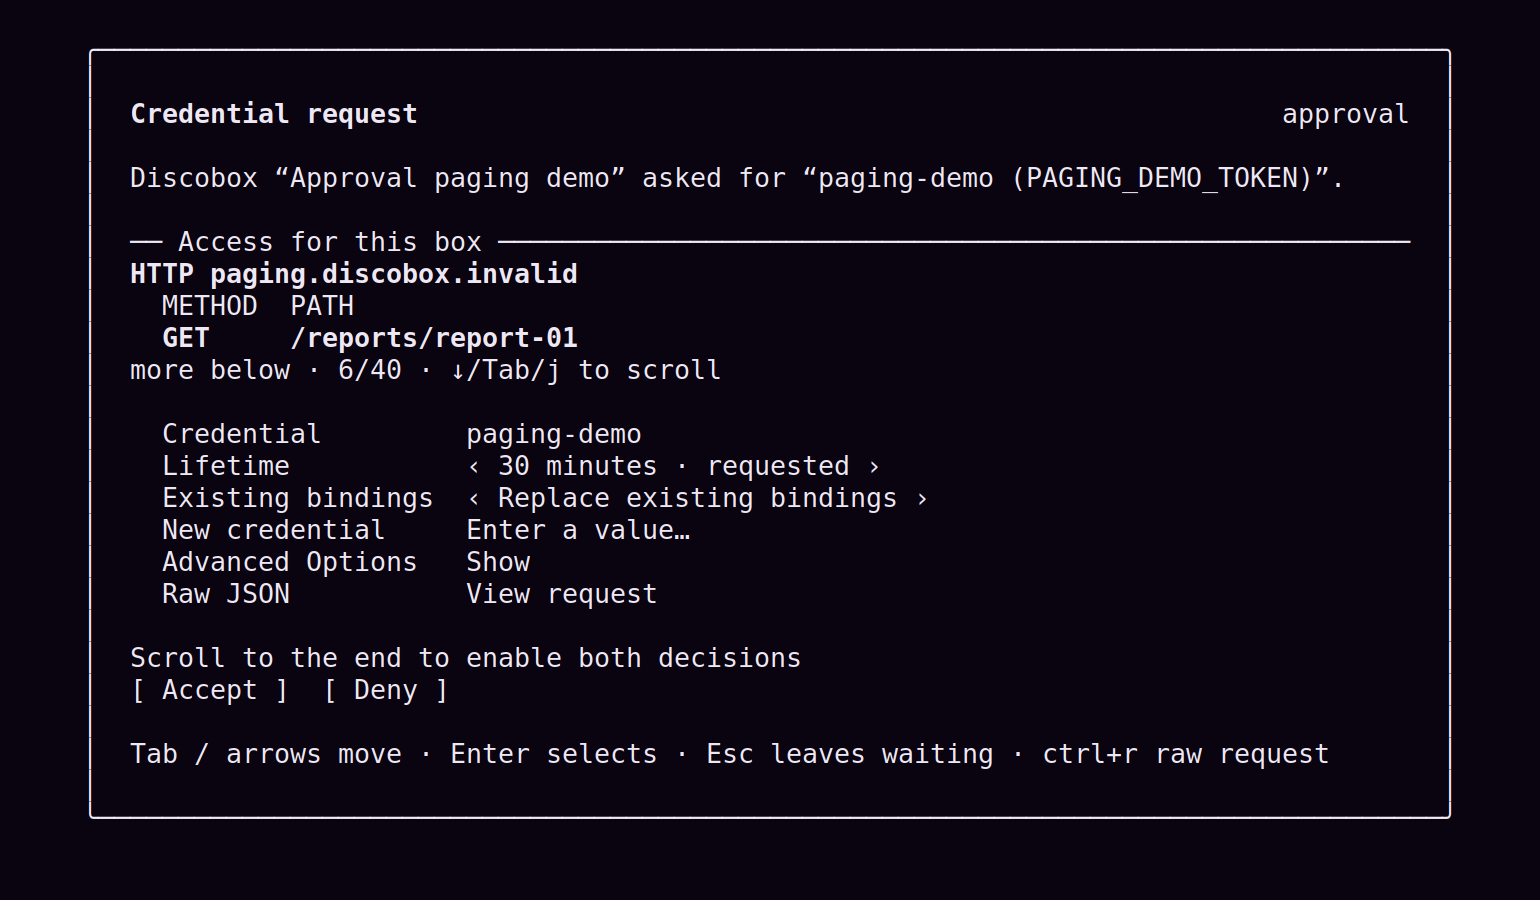 Credential request approval
Discobox “Approval paging demo” asked for “paging-demo (PAGING_DEMO_TOKEN)”.
Access for this box
HTTP paging.discobox.invalid
METHOD PATH
GET /reports/report-01
more below · 6/40 · ↓/Tab/j to scroll
Credential paging-demo
Lifetime ‹ 30 minutes · requested ›
Existing bindings ‹ Replace existing bindings ›
New credential Enter a value…
Advanced Options Show
Raw JSON View request
Scroll to the end to enable both decisions
[ Accept ] [ Deny ]
Tab / arrows move · Enter selects · Esc leaves waiting · ctrl+r raw request